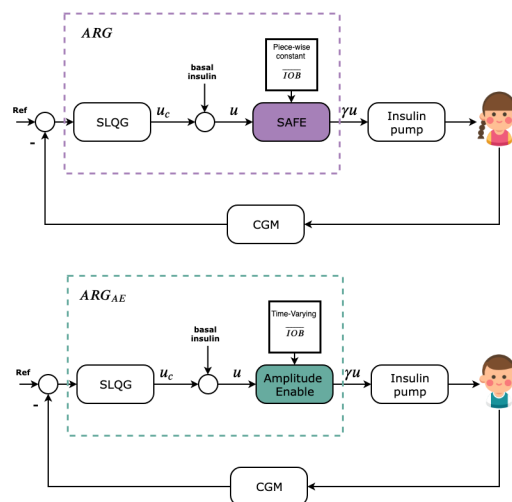 ARG
Piece-wise
constant
IOB
basal
insulin
Ref
SLQG
u_c
u
SAFE
γu
Insulin
pump
-
CGM
ARG_AE
Time-Varying
IOB
basal
insulin
Ref
SLQG
u_c
u
Amplitude
Enable
γu
Insulin
pump
-
CGM